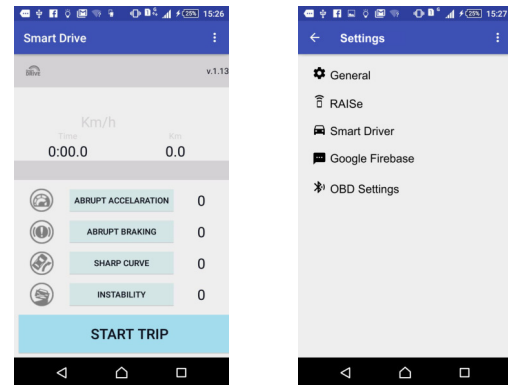 25% 15:26
Smart Drive
v.1.13
Km/h
Time Km
0:00.0 0.0
ABRUPT ACCELARATION 0
ABRUPT BRAKING 0
SHARP CURVE 0
INSTABILITY 0
START TRIP
25% 15:27
Settings
General
RAISe
Smart Driver
Google Firebase
OBD Settings